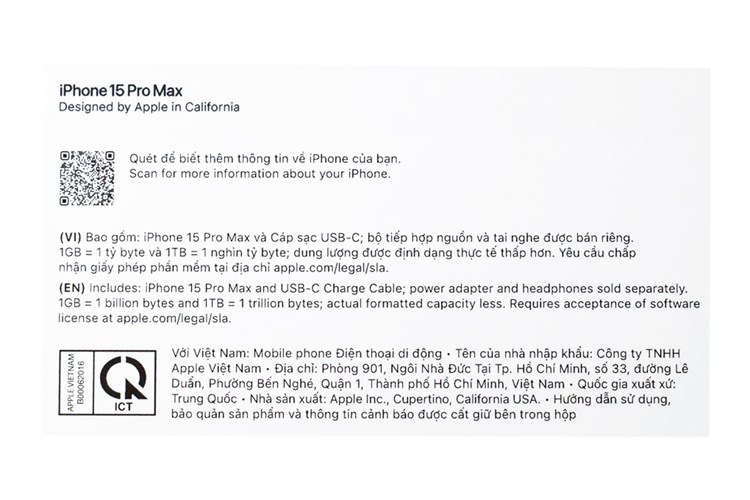 iPhone 15 Pro Max
Designed by Apple in California
Quét để biết thêm thông tin về iPhone của bạn.
Scan for more information about your iPhone.
(VI) Bao gồm: iPhone 15 Pro Max và Cáp sạc USB-C; bộ tiếp hợp nguồn và tai nghe được bán riêng.
1GB = 1 tỷ byte và 1TB = 1 nghìn tỷ byte; dung lượng được định dạng thực tế thấp hơn. Yêu cầu chấp
nhận giấy phép phần mềm tại địa chỉ apple.com/legal/sla.
(EN) Includes: iPhone 15 Pro Max and USB-C Charge Cable; power adapter and headphones sold separately.
1GB = 1 billion bytes and 1TB = 1 trillion bytes; actual formatted capacity less. Requires acceptance of software
license at apple.com/legal/sla.
APPLE VIETNAM
B00062016
ICT
Với Việt Nam: Mobile phone Điện thoại di động • Tên của nhà nhập khẩu: Công ty TNHH
Apple Việt Nam • Địa chỉ: Phòng 901, Ngôi Nhà Đức Tại Tp. Hồ Chí Minh, số 33, đường Lê
Duẩn, Phường Bến Nghé, Quận 1, Thành phố Hồ Chí Minh, Việt Nam • Quốc gia xuất xứ:
Trung Quốc • Nhà sản xuất: Apple Inc., Cupertino, California USA. • Hướng dẫn sử dụng,
bảo quản sản phẩm và thông tin cảnh báo được cất giữ bên trong hộp